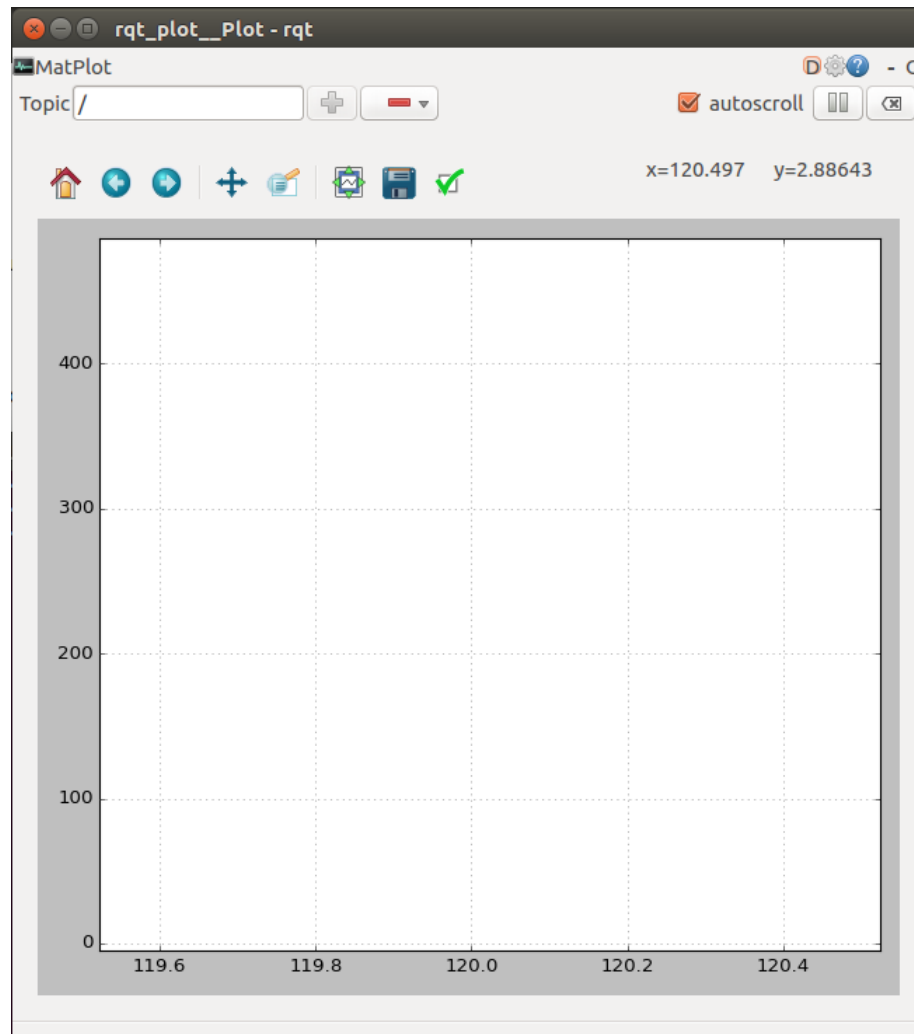 rqt_plot__Plot - rqt
MatPlot D ? -
Topic / autoscroll
x=120.497 y=2.88643
400
300
200
100
0
119.6 119.8 120.0 120.2 120.4